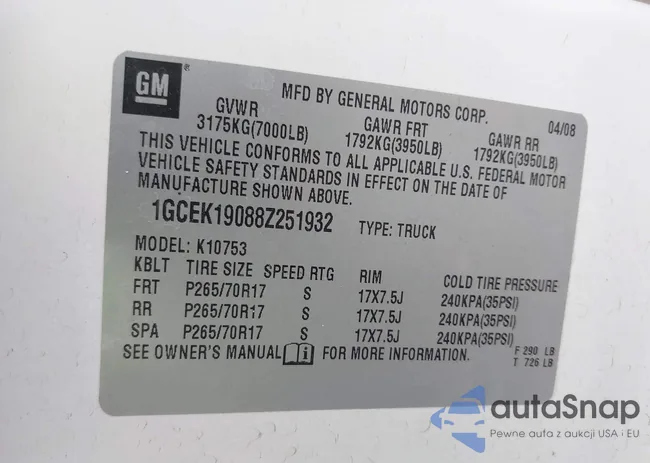 GM
MFD BY GENERAL MOTORS CORP. 04/08
GVWR GAWR FRT GAWR RR
3175KG(7000LB) 1792KG(3950LB) 1792KG(3950LB)
THIS VEHICLE CONFORMS TO ALL APPLICABLE U.S. FEDERAL MOTOR
VEHICLE SAFETY STANDARDS IN EFFECT ON THE DATE OF
MANUFACTURE SHOWN ABOVE.
1GCEK19088Z251932 TYPE: TRUCK
MODEL: K10753
KBLT TIRE SIZE SPEED RTG RIM COLD TIRE PRESSURE
FRT P265/70R17 S 17X7.5J 240KPA(35PSI)
RR P265/70R17 S 17X7.5J 240KPA(35PSI)
SPA P265/70R17 S 17X7.5J 240KPA(35PSI)
SEE OWNER'S MANUAL i FOR MORE INFORMATION.
F 290 LB
T 726 LB
autaSnap
Pewne auta z aukcji USA i EU